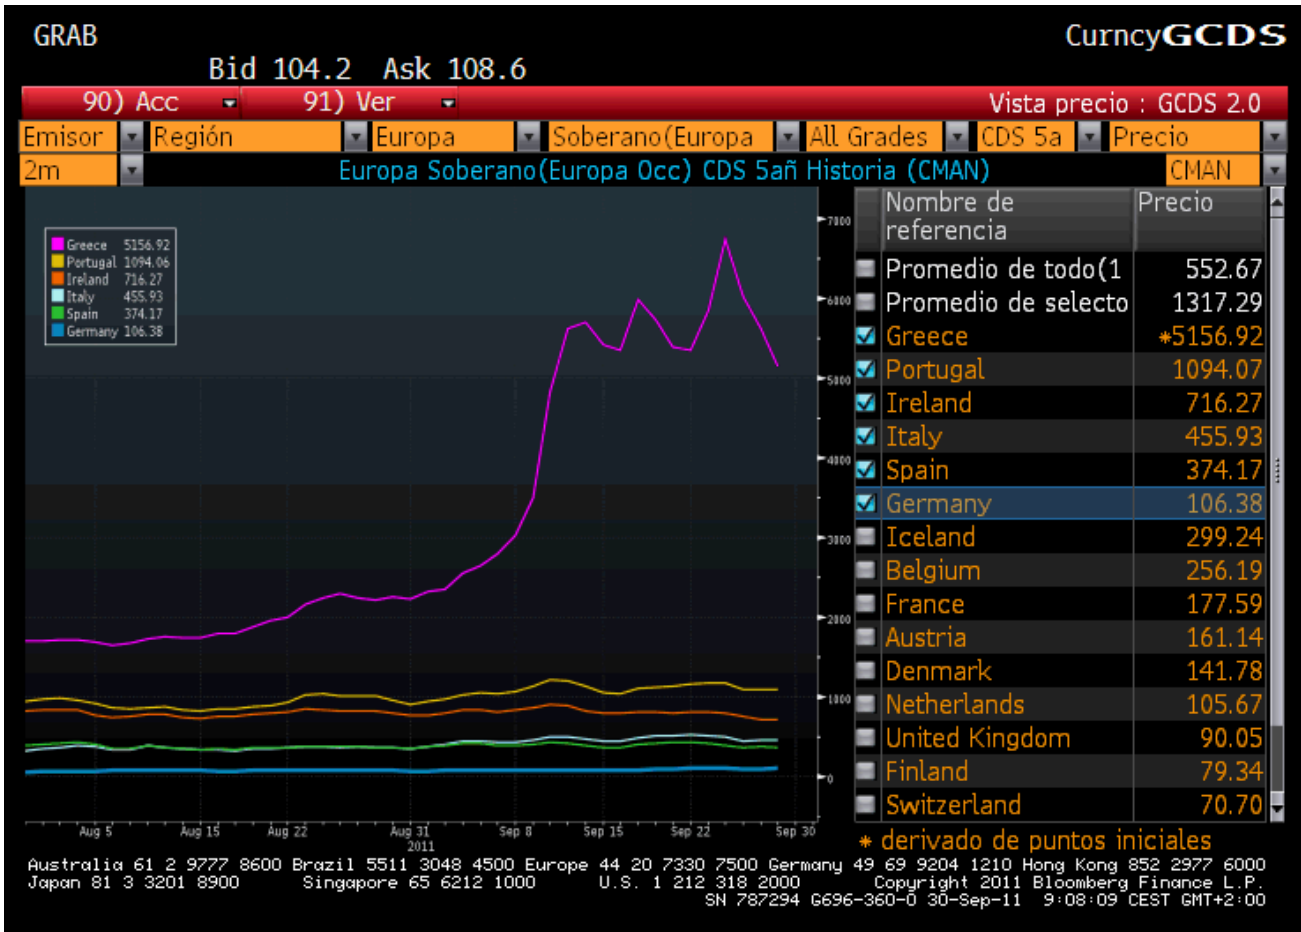 GRAB
CurncyGCDS
Bid 104.2 Ask 108.6
90) Acc 91) Ver Vista precio : GCDS 2.0
Emisor Región Europa Soberano(Europa All Grades CDS 5a Precio
2m Europa Soberano(Europa Occ) CDS 5añ Historia (CMAN) CMAN
Greece 5156.92
Portugal 1094.06
Ireland 716.27
Italy 455.93
Spain 374.17
Germany 106.38
7000
6000
5000
4000
3000
2000
1000
0
Aug 5 Aug 15 Aug 22 Aug 31 Sep 8 Sep 15 Sep 22 Sep 30
2011
Nombre de referencia Precio
Promedio de todo(1 552.67
Promedio de selecto 1317.29
Greece *5156.92
Portugal 1094.07
Ireland 716.27
Italy 455.93
Spain 374.17
Germany 106.38
Iceland 299.24
Belgium 256.19
France 177.59
Austria 161.14
Denmark 141.78
Netherlands 105.67
United Kingdom 90.05
Finland 79.34
Switzerland 70.70
* derivado de puntos iniciales
Australia 61 2 9777 8600 Brazil 5511 3048 4500 Europe 44 20 7330 7500 Germany 49 69 9204 1210 Hong Kong 852 2977 6000
Japan 81 3 3201 8900 Singapore 65 6212 1000 U.S. 1 212 318 2000 Copyright 2011 Bloomberg Finance L.P.
SN 787294 G696-360-0 30-Sep-11 9:08:09 CEST GMT+2:00